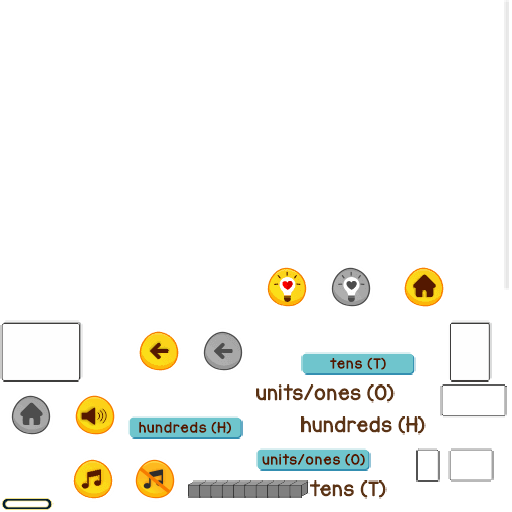 tens (T)
units/ones (O)
hundreds (H)
hundreds (H)
units/ones (O)
tens (T)